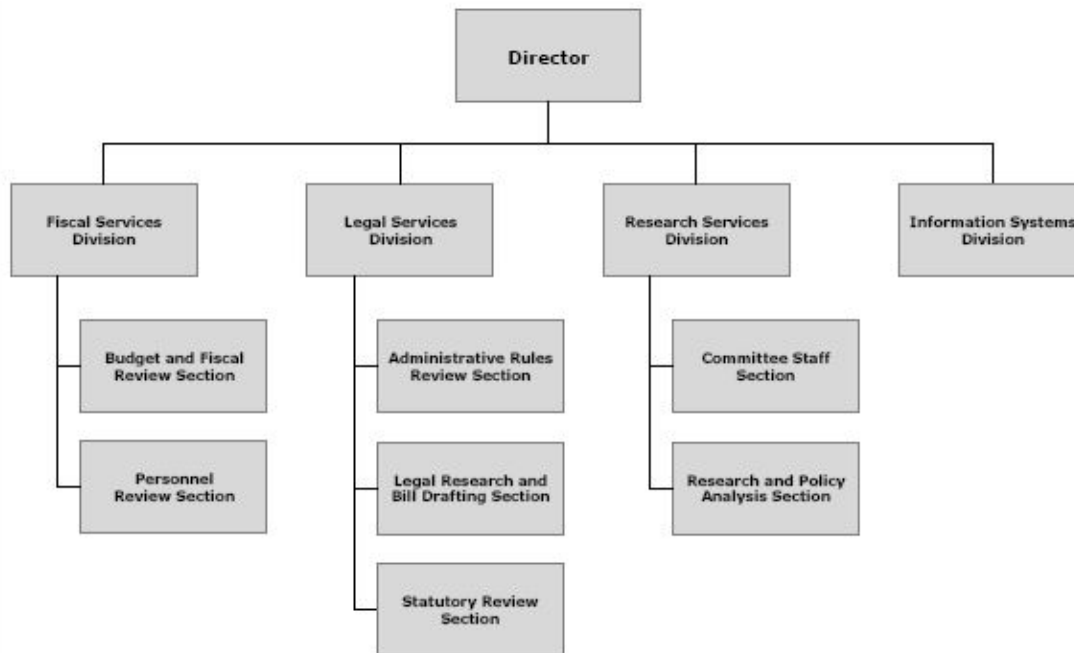 Director
Fiscal Services
Division
Legal Services
Division
Research Services
Division
Information Systems
Division
Budget and Fiscal
Review Section
Administrative Rules
Review Section
Committee Staff
Section
Personnel
Review Section
Legal Research and
Bill Drafting Section
Research and Policy
Analysis Section
Statutory Review
Section